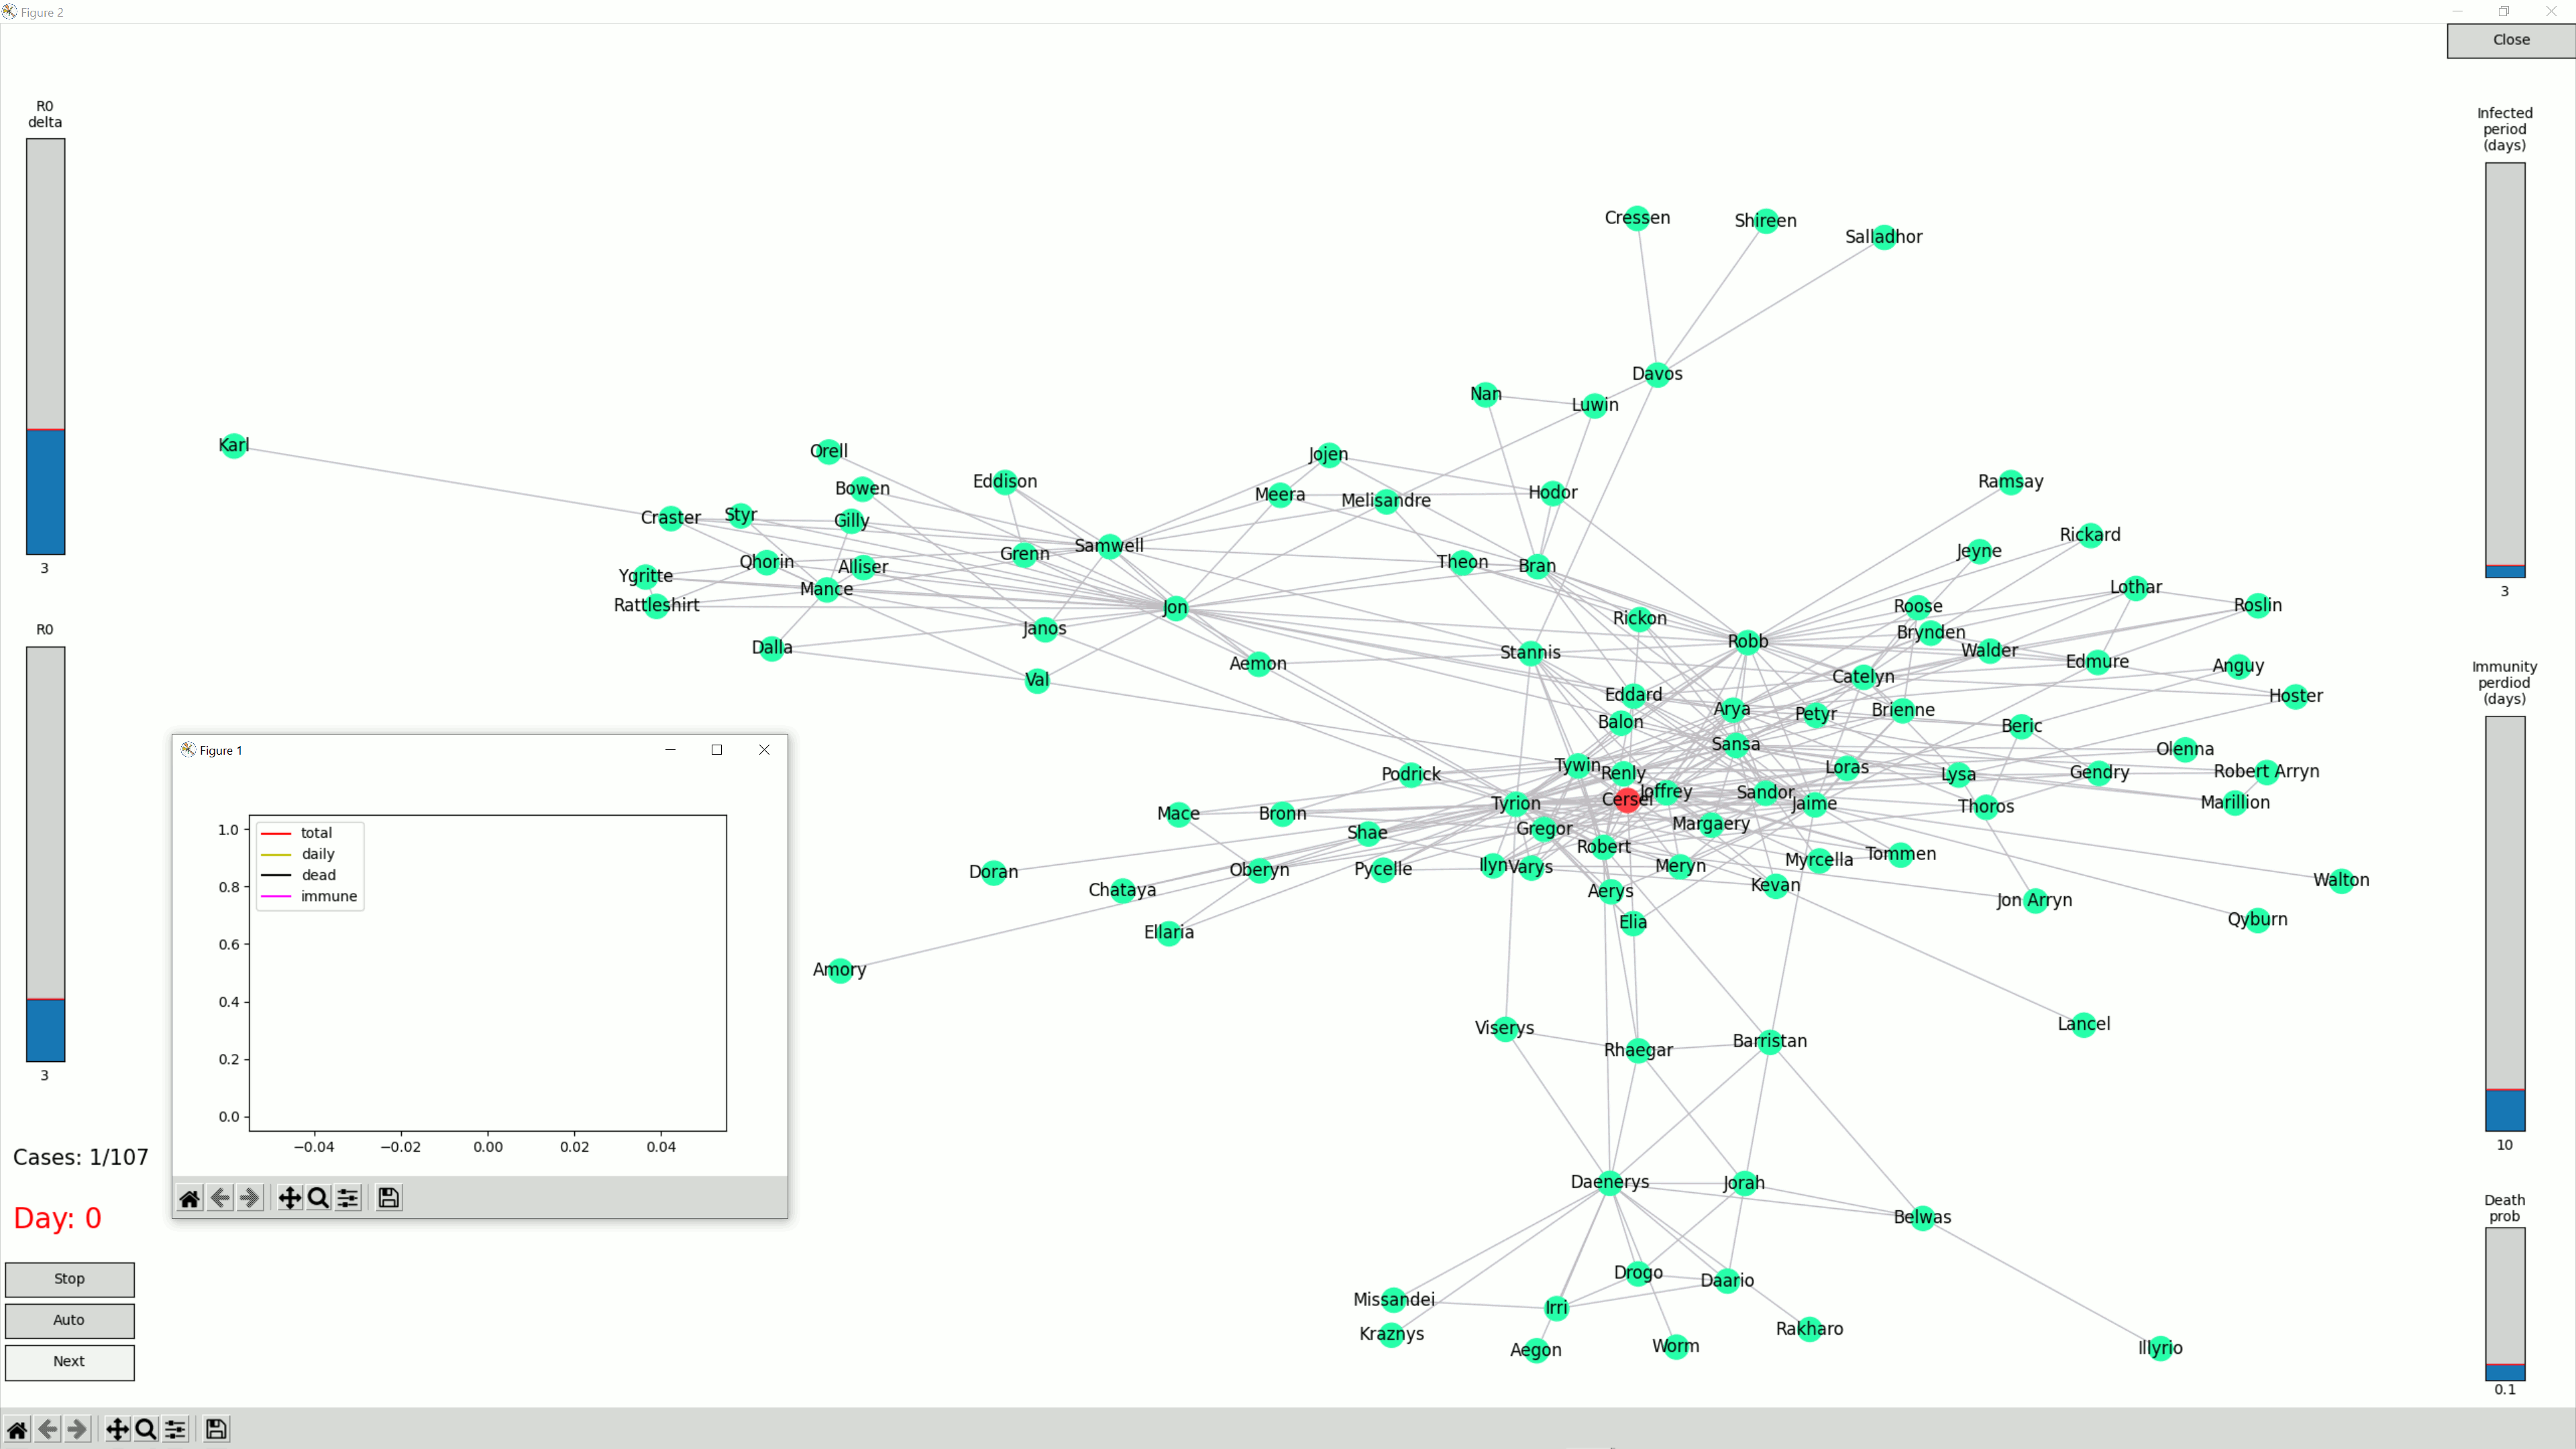 Figure 2
Close
R0
delta
3
R0
3
Cases: 1/107
Day: 0
Stop
Auto
Next
Infected
period
(days)
3
Immunity
perdiod
(days)
10
Death
prob
0.1
Figure 1
total
daily
dead
immune
1.0
0.8
0.6
0.4
0.2
0.0
−0.04
−0.02
0.00
0.02
0.04
Cressen
Shireen
Salladhor
Davos
Nan
Luwin
Karl
Orell
Jojen
Eddison
Ramsay
Bowen
Meera
Melisandre
Hodor
Craster
Styr
Gilly
Rickard
Samwell
Grenn
Jeyne
Qhorin
Alliser
Theon
Bran
Ygritte
Mance
Lothar
Rattleshirt
Jon
Roose
Roslin
Rickon
Janos
Brynden
Robb
Dalla
Stannis
Walder
Aemon
Edmure
Anguy
Val
Catelyn
Eddard
Hoster
Arya
Petyr
Brienne
Balon
Beric
Sansa
Olenna
Tywin
Renly
Loras
Podrick
Lysa
Gendry
Robert Arryn
Joffrey
Sandor
Cersei
Tyrion
Jaime
Thoros
Marillion
Mace
Bronn
Shae
Gregor
Margaery
Robert
Tommen
Myrcella
Doran
Oberyn
Pycelle
Ilyn
Varys
Meryn
Walton
Chataya
Aerys
Kevan
Jon Arryn
Qyburn
Ellaria
Elia
Amory
Viserys
Lancel
Rhaegar
Barristan
Daenerys
Jorah
Belwas
Drogo
Daario
Missandei
Irri
Kraznys
Rakharo
Aegon
Worm
Illyrio